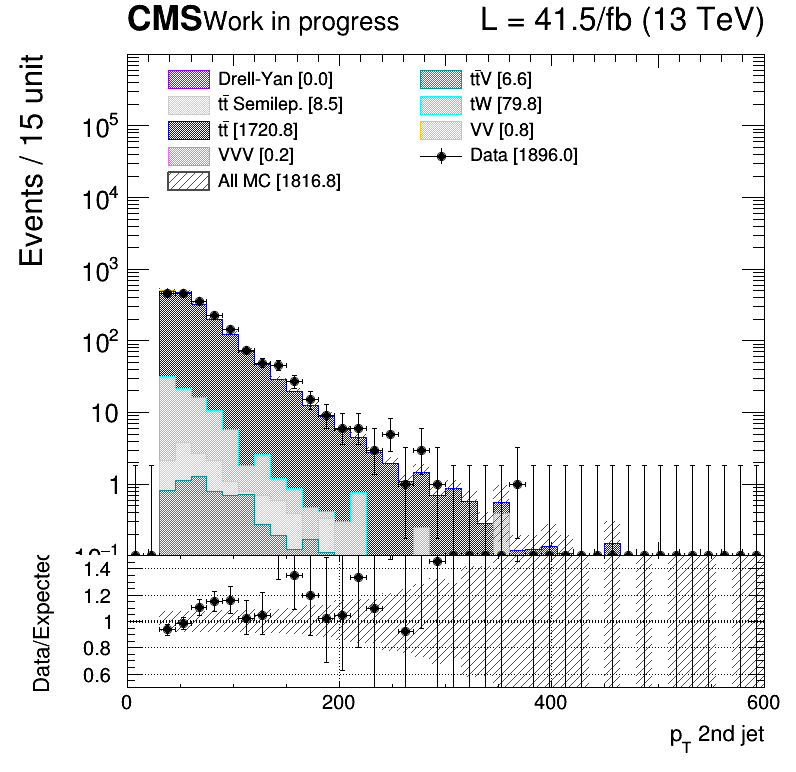 CMS Work in progress L = 41.5/fb (13 TeV)
Events / 15 unit
Drell-Yan [0.0]
tt̄ Semilep. [8.5]
tt̄ [1720.8]
VVV [0.2]
All MC [1816.8]
tt̄V [6.6]
tW [79.8]
VV [0.8]
Data [1896.0]
10⁵
10⁴
10³
10²
10
1
10⁻¹
Data/Expected
1.4
1.2
1
0.8
0.6
0 200 400 600
p_T 2nd jet